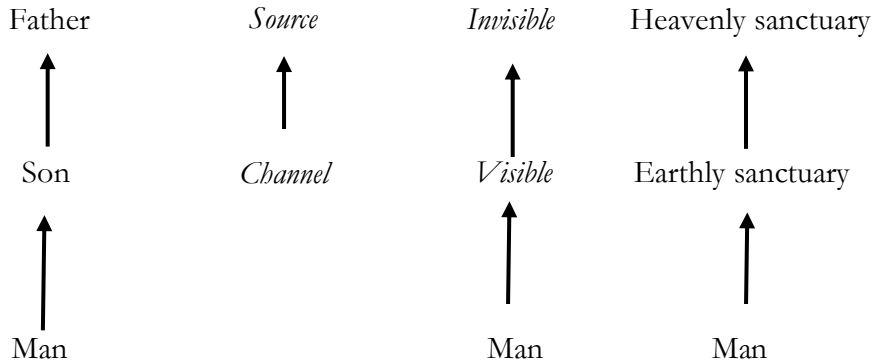 Father Source Invisible Heavenly sanctuary
Son Channel Visible Earthly sanctuary
Man Man Man